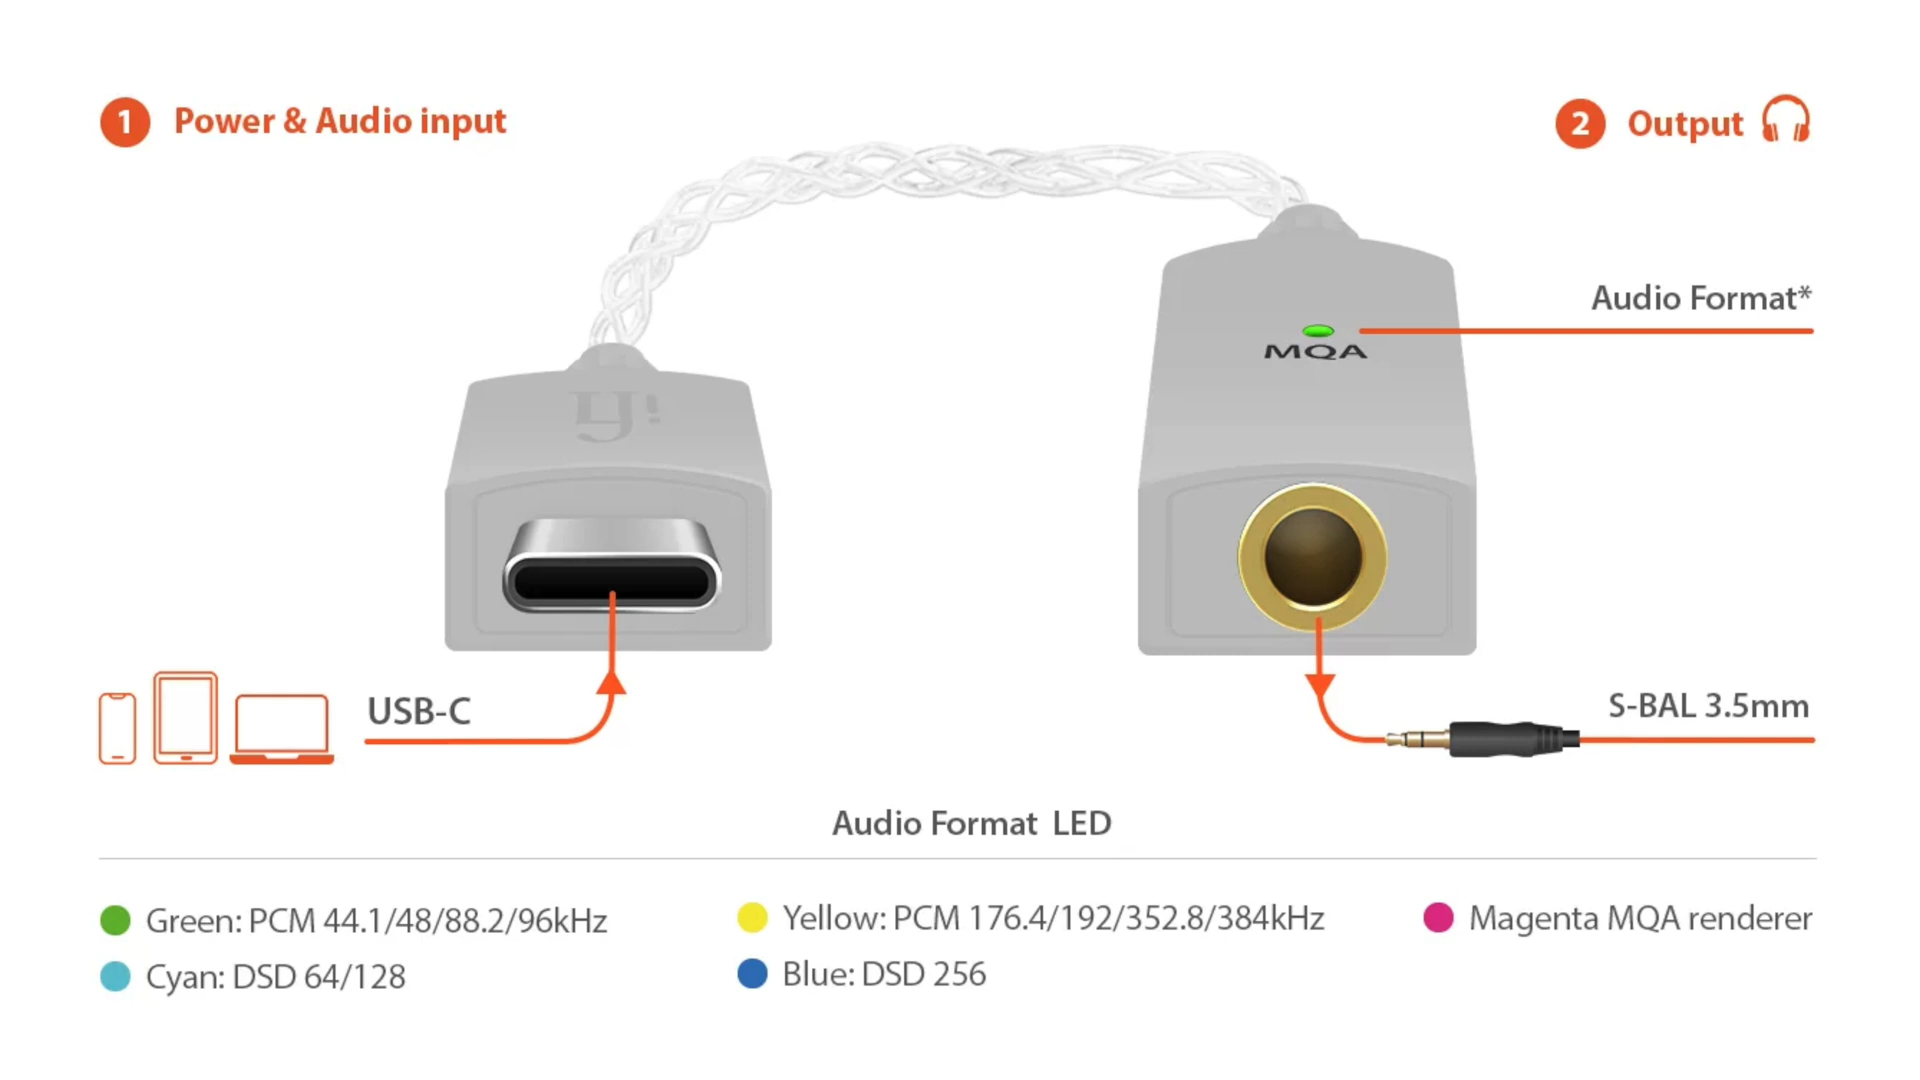 1 Power & Audio input
2 Output
Audio Format*
MQA
iFi
USB-C
S-BAL 3.5mm
Audio Format LED
Green: PCM 44.1/48/88.2/96kHz
Yellow: PCM 176.4/192/352.8/384kHz
Magenta MQA renderer
Cyan: DSD 64/128
Blue: DSD 256